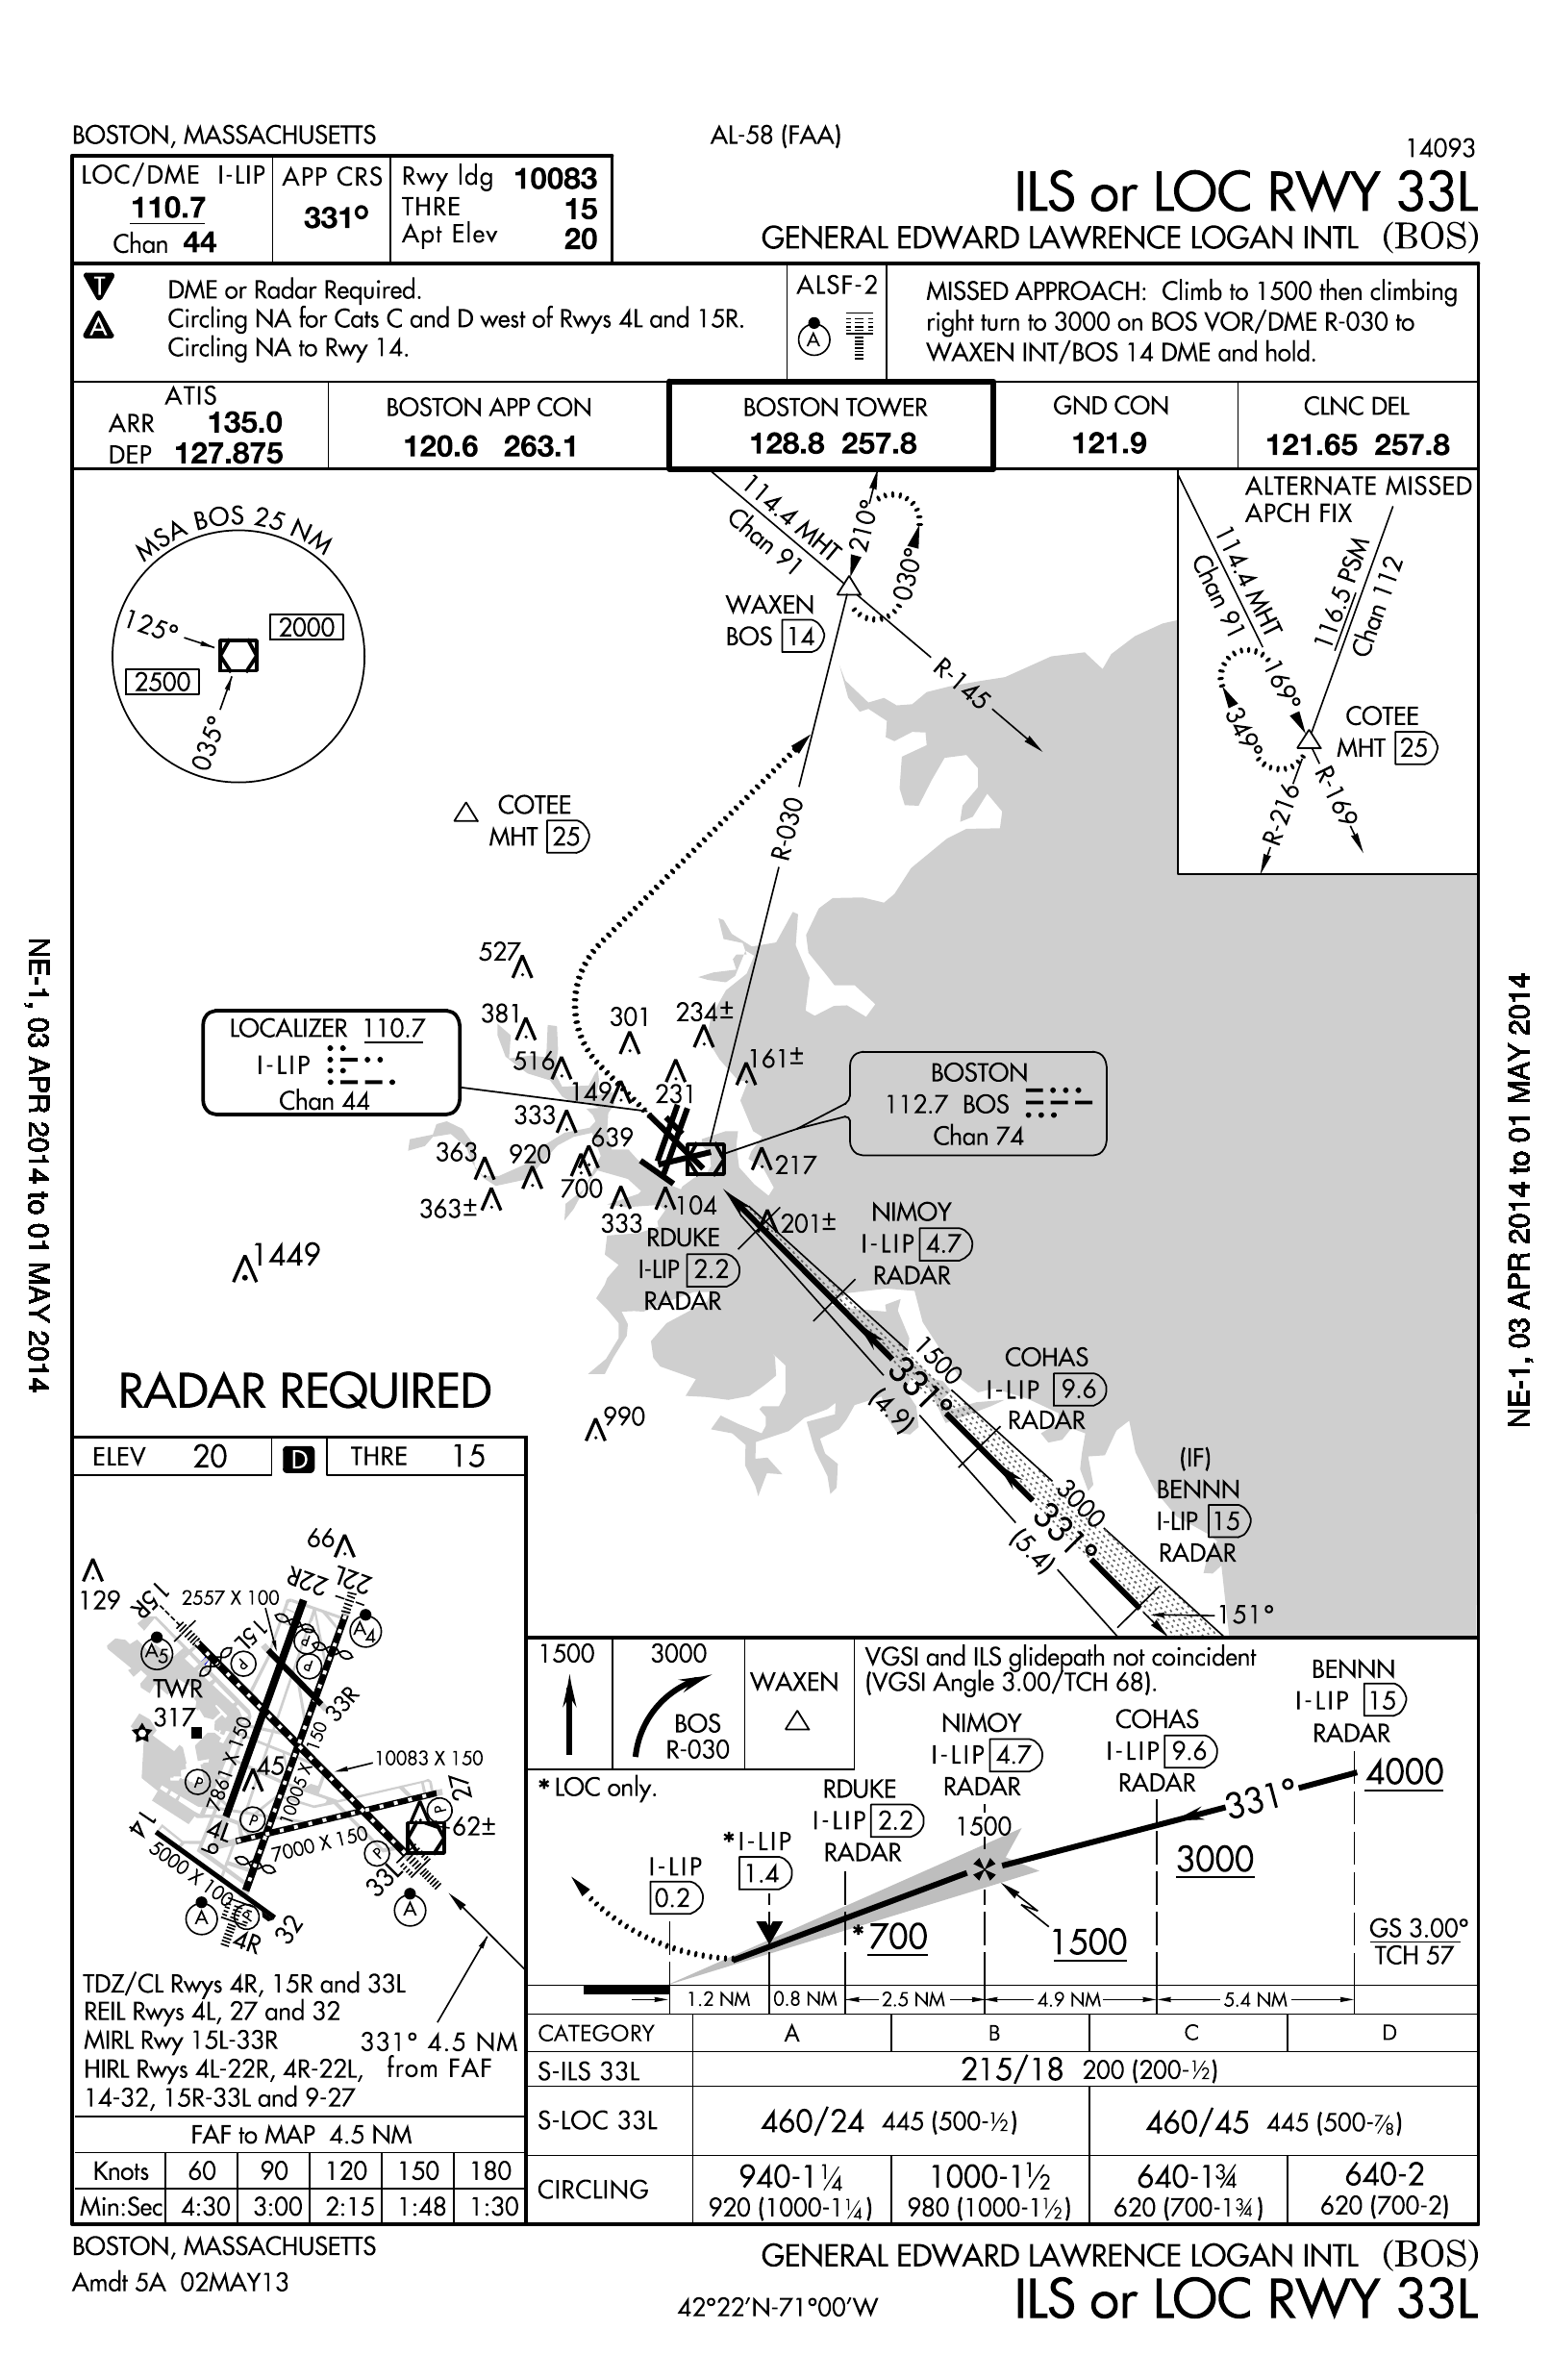 BOSTON, MASSACHUSETTS
AL-58 (FAA)
14093
LOC/DME I-LIP
110.7
Chan 44
APP CRS
331°
Rwy ldg 10083
THRE 15
Apt Elev 20
ILS or LOC RWY 33L
GENERAL EDWARD LAWRENCE LOGAN INTL (BOS)
T
A
DME or Radar Required.
Circling NA for Cats C and D west of Rwys 4L and 15R.
Circling NA to Rwy 14.
ALSF-2
A
MISSED APPROACH: Climb to 1500 then climbing
right turn to 3000 on BOS VOR/DME R-030 to
WAXEN INT/BOS 14 DME and hold.
ATIS
ARR 135.0
DEP 127.875
BOSTON APP CON
120.6 263.1
BOSTON TOWER
128.8 257.8
GND CON
121.9
CLNC DEL
121.65 257.8
MSA BOS 25 NM
125°
2000
2500
035°
114.4 MHT
Chan 91
210°
030°
WAXEN
BOS 14
R-145
R-030
ALTERNATE MISSED
APCH FIX
114.4 MHT
Chan 91
116.5 PSM
Chan 112
169°
349°
COTEE
MHT 25
R-216
R-169
COTEE
MHT 25
527
381
516
301
234±
149
231
161±
333
639
363
920
700
363±
333
104
217
201±
1449
990
LOCALIZER 110.7
I-LIP
Chan 44
BOSTON
112.7 BOS
Chan 74
RDUKE
I-LIP 2.2
RADAR
NIMOY
I-LIP 4.7
RADAR
1500
331°
(4.9)
COHAS
I-LIP 9.6
RADAR
3000
331°
(5.4)
(IF)
BENNN
I-LIP 15
RADAR
151°
RADAR REQUIRED
NE-1, 03 APR 2014 to 01 MAY 2014
NE-1, 03 APR 2014 to 01 MAY 2014
ELEV 20
D
THRE 15
66
129
15R
2557 X 100
22R
22L
15L
A5
A4
P
P
P
TWR
317
33R
7861 X 150
10005 X 150
10083 X 150
45
P
P
27
P
62±
4L
9
7000 X 150
P
14
5000 X 100
33L
A
A
P
4R
32
TDZ/CL Rwys 4R, 15R and 33L
REIL Rwys 4L, 27 and 32
MIRL Rwy 15L-33R
HIRL Rwys 4L-22R, 4R-22L,
14-32, 15R-33L and 9-27
331° 4.5 NM
from FAF
FAF to MAP 4.5 NM
Knots 60 90 120 150 180
Min:Sec 4:30 3:00 2:15 1:48 1:30
1500
3000
BOS
R-030
WAXEN
VGSI and ILS glidepath not coincident
(VGSI Angle 3.00/TCH 68).
* LOC only.
I-LIP
0.2
*I-LIP
1.4
RDUKE
I-LIP 2.2
RADAR
NIMOY
I-LIP 4.7
RADAR
1500
COHAS
I-LIP 9.6
RADAR
BENNN
I-LIP 15
RADAR
331°
4000
3000
*700
1500
GS 3.00°
TCH 57
1.2 NM 0.8 NM 2.5 NM 4.9 NM 5.4 NM
CATEGORY A B C D
S-ILS 33L 215/18 200 (200-½)
S-LOC 33L 460/24 445 (500-½) 460/45 445 (500-⅞)
CIRCLING
940-1¼ 1000-1½ 640-1¾ 640-2
920 (1000-1¼) 980 (1000-1½) 620 (700-1¾) 620 (700-2)
BOSTON, MASSACHUSETTS
Amdt 5A 02MAY13
42°22'N-71°00'W
GENERAL EDWARD LAWRENCE LOGAN INTL (BOS)
ILS or LOC RWY 33L